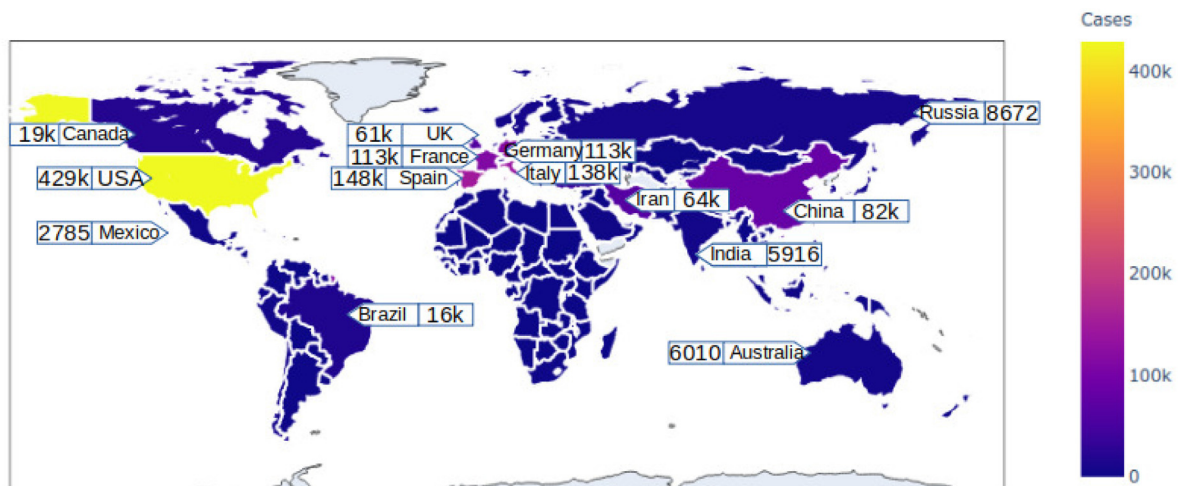 Cases
400k
300k
200k
100k
0
Russia 8672
19k Canada
61k UK
113k France
Germany 113k
148k Spain
Italy 138k
429k USA
Iran 64k
China 82k
2785 Mexico
India 5916
Brazil 16k
6010 Australia